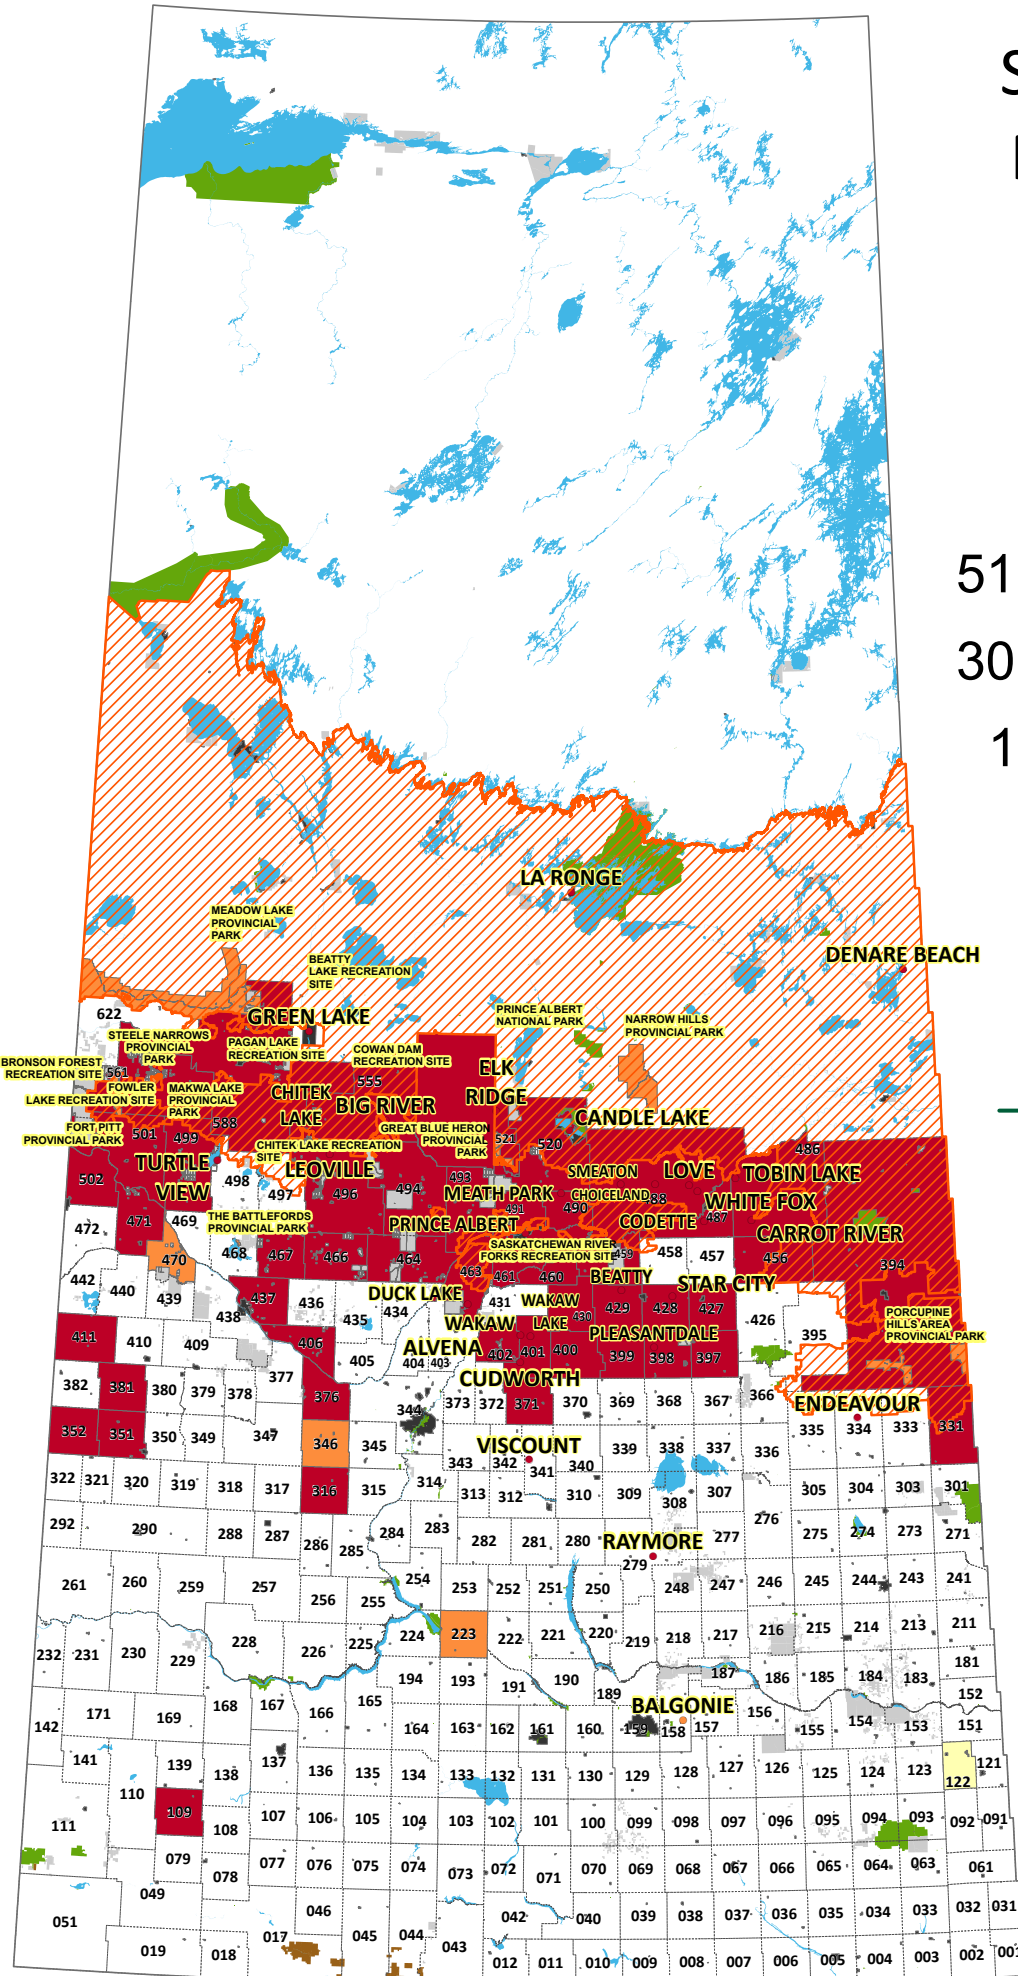 S
51
30
1
LA RONGE
MEADOW LAKE
PROVINCIAL
PARK
DENARE BEACH
BEATTY
LAKE RECREATION
SITE
PRINCE ALBERT
NATIONAL PARK
NARROW HILLS
PROVINCIAL PARK
622
GREEN LAKE
STEELE NARROWS
PROVINCIAL
PARK
PAGAN LAKE
RECREATION SITE
COWAN DAM
RECREATION SITE
BRONSON FOREST
RECREATION SITE
561
ELK
RIDGE
555
FOWLER
LAKE RECREATION SITE
MAKWA LAKE
PROVINCIAL
PARK
588
CHITEK
LAKE
BIG RIVER
CANDLE LAKE
FORT PITT
PROVINCIAL PARK
501 499
GREAT BLUE HERON
PROVINCIAL
PARK
521 520
486
CHITEK LAKE RECREATION
SITE
TURTLE
VIEW
LEOVILLE
SMEATON
LOVE
TOBIN LAKE
502 498 497 496 494 493
MEATH PARK
491 490
CHOICELAND
488 487
WHITE FOX
472 471 469
THE BATTLEFORDS
PROVINCIAL PARK
PRINCE ALBERT
CODETTE
CARROT RIVER
470 468 467 466 464
SASKATCHEWAN RIVER
FORKS RECREATION SITE
459 458 457 456 394
442 440 439 438 437 436 435 434
463 461 460
BEATTY
STAR CITY
DUCK LAKE
431
WAKAW
LAKE
430 429 428 427 426 395
PORCUPINE
HILLS AREA
PROVINCIAL PARK
WAKAW
PLEASANTDALE
411 410 409 406 405 404 403
ALVENA
402 401 400 399 398 397
382 381 380 379 378 377 376
CUDWORTH
373 372 371 370 369 368 367 366
ENDEAVOUR
352 351 350 349 347 346 345 344
VISCOUNT
343 342 341 340 339 338 337 336 335 334 333 331
322 321 320 319 318 317 316 315 314 313 312 310 309 308 307 305 304 303 301
292 290 288 287 286 285 284 283 282 281 280 279 277 276 275 274 273 271
RAYMORE
261 260 259 257 256 255 254 253 252 251 250 248 247 246 245 244 243 241
232 231 230 229 228 226 225 224 223 222 221 220 219 218 217 216 215 214 213 211
194 193 191 190 189 187 186 185 184 183 181
171 169 168 167 166 165
BALGONIE
142 164 163 162 161 160 159 158 157 156 155 154 153 152 151
141 139 138 137 136 135 134 133 132 131 130 129 128 127 126 125 124 123 122 121
111 110 109 108 107 106 105 104 103 102 101 100 099 098 097 096 095 094 093 092 091
079 078 077 076 075 074 073 072 071 070 069 068 067 066 065 064 063 061
051 049 046 045 044 043 042 040 039 038 037 036 035 034 033 032 031
019 018 017 012 011 010 009 008 007 006 005 004 003 002